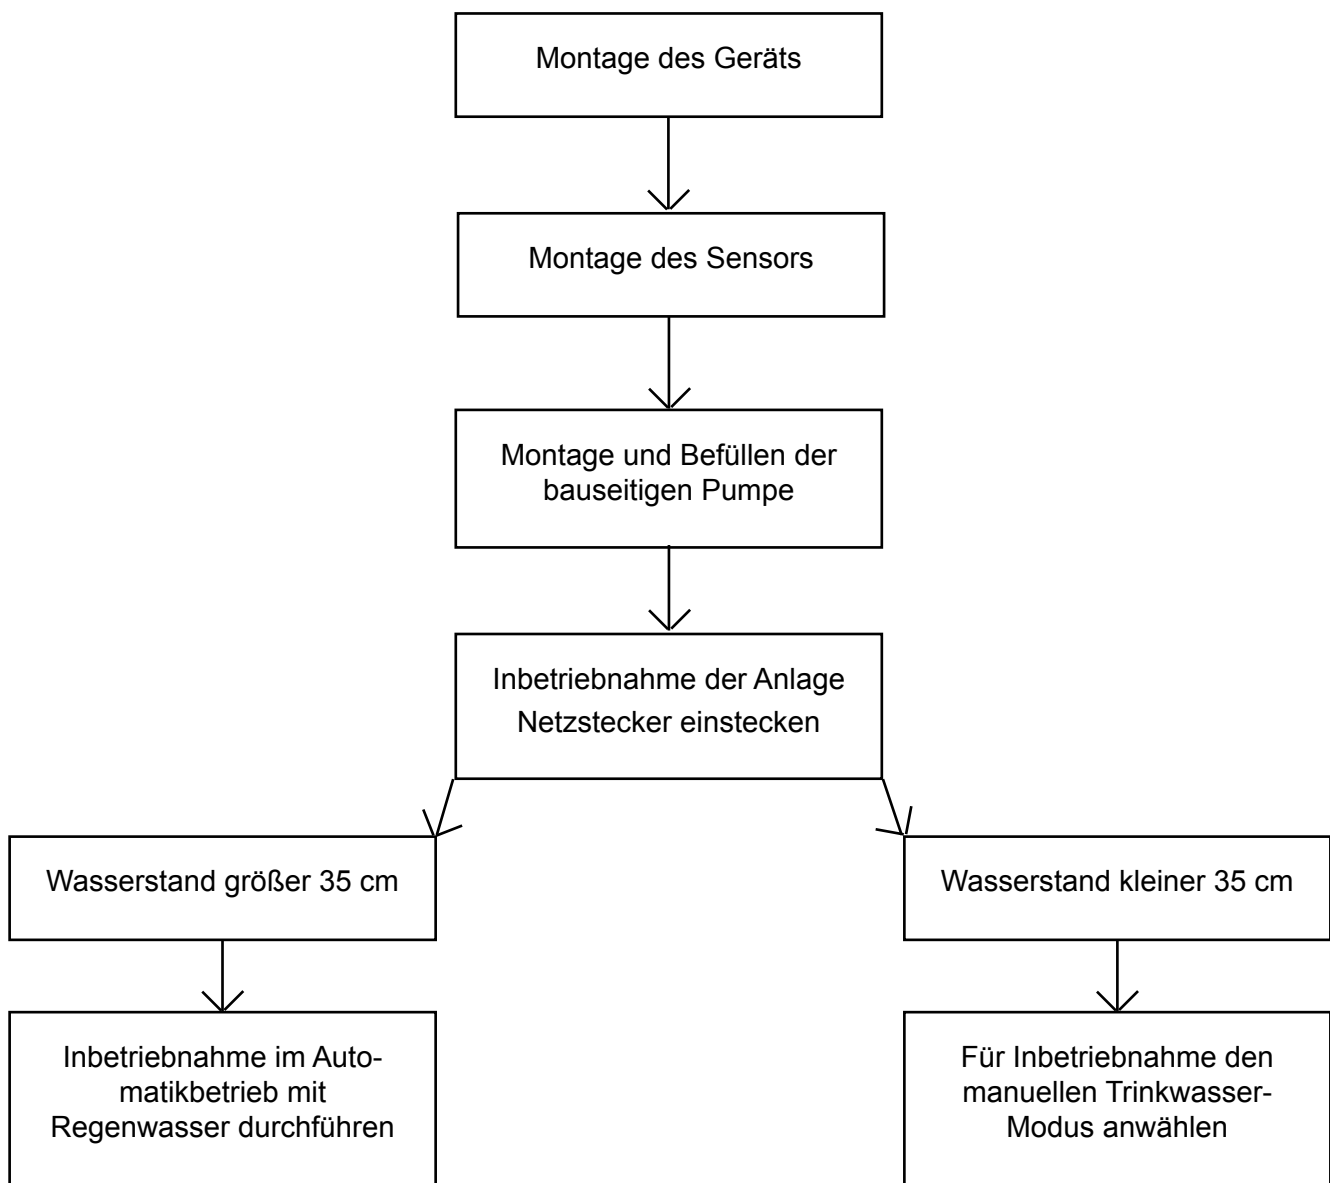 Montage des Geräts
Montage des Sensors
Montage und Befüllen der
bauseitigen Pumpe
Inbetriebnahme der Anlage
Netzstecker einstecken
Wasserstand größer 35 cm
Wasserstand kleiner 35 cm
Inbetriebnahme im Auto-
matikbetrieb mit
Regenwasser durchführen
Für Inbetriebnahme den
manuellen Trinkwasser-
Modus anwählen